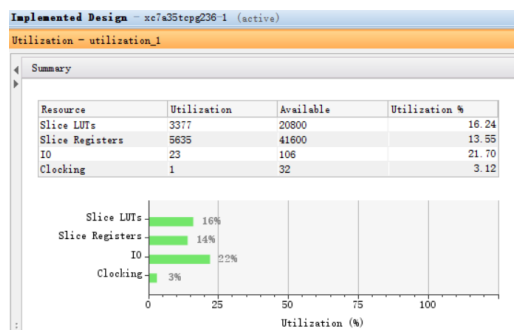 Implemented Design - xc7a35tcpg236-1 (active)
Utilization - utilization_1
Summary
Resource Utilization Available Utilization %
Slice LUTs 3377 20800 16.24
Slice Registers 5635 41600 13.55
IO 23 106 21.70
Clocking 1 32 3.12
Slice LUTs 16%
Slice Registers 14%
IO 22%
Clocking 3%
0 25 50 75 100
Utilization (%)